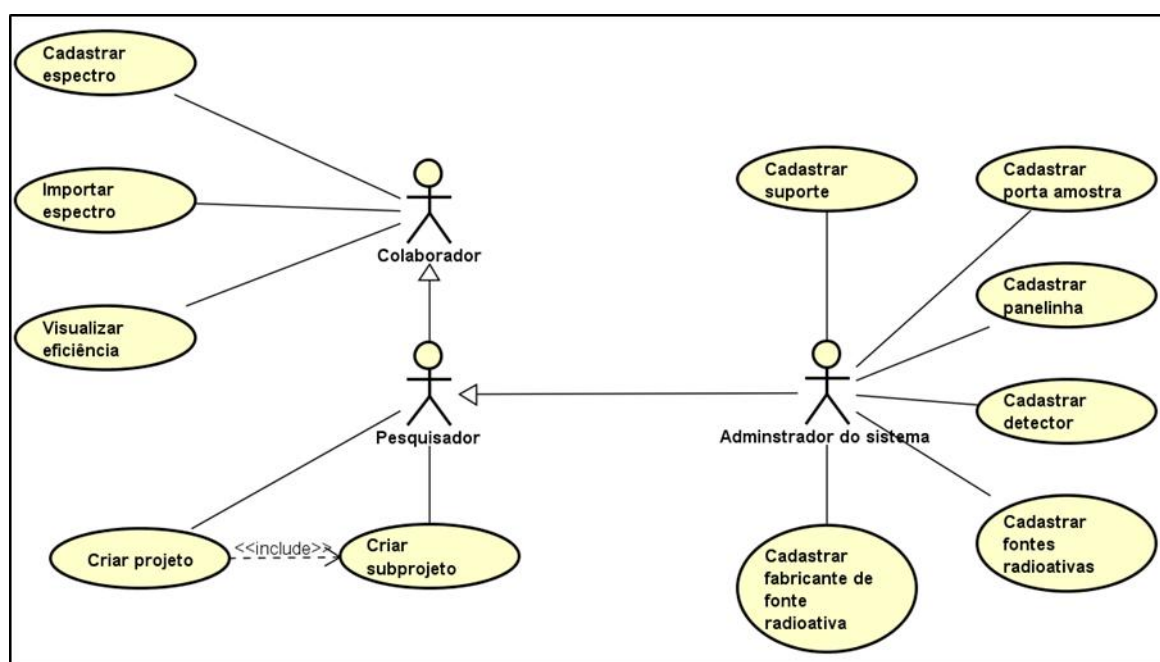 Cadastrar
espectro
Importar
espectro
Visualizar
eficiência
Colaborador
Pesquisador
Criar projeto
<<include>>
Criar
subprojeto
Cadastrar
suporte
Cadastrar
porta amostra
Cadastrar
panelinha
Cadastrar
detector
Adminstrador do sistema
Cadastrar
fontes
radioativas
Cadastrar
fabricante de
fonte
radioativa